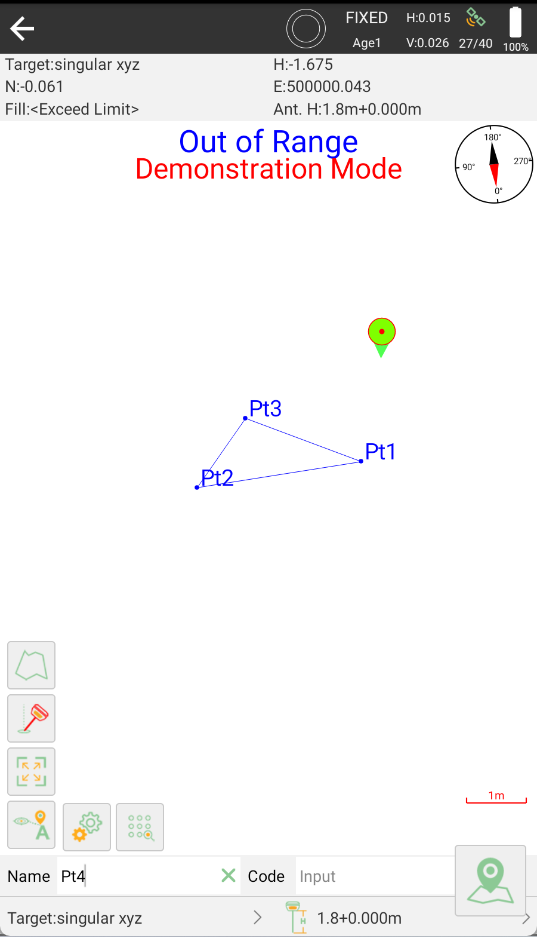 FIXED H:0.015
Age1 V:0.026 27/40 100%
Target:singular xyz H:-1.675
N:-0.061 E:500000.043
Fill:<Exceed Limit> Ant. H:1.8m+0.000m
Out of Range
Demonstration Mode
180°
90° 270°
0°
Pt3
Pt1
Pt2
1m
A
Name Pt4 Code Input
Target:singular xyz H 1.8+0.000m